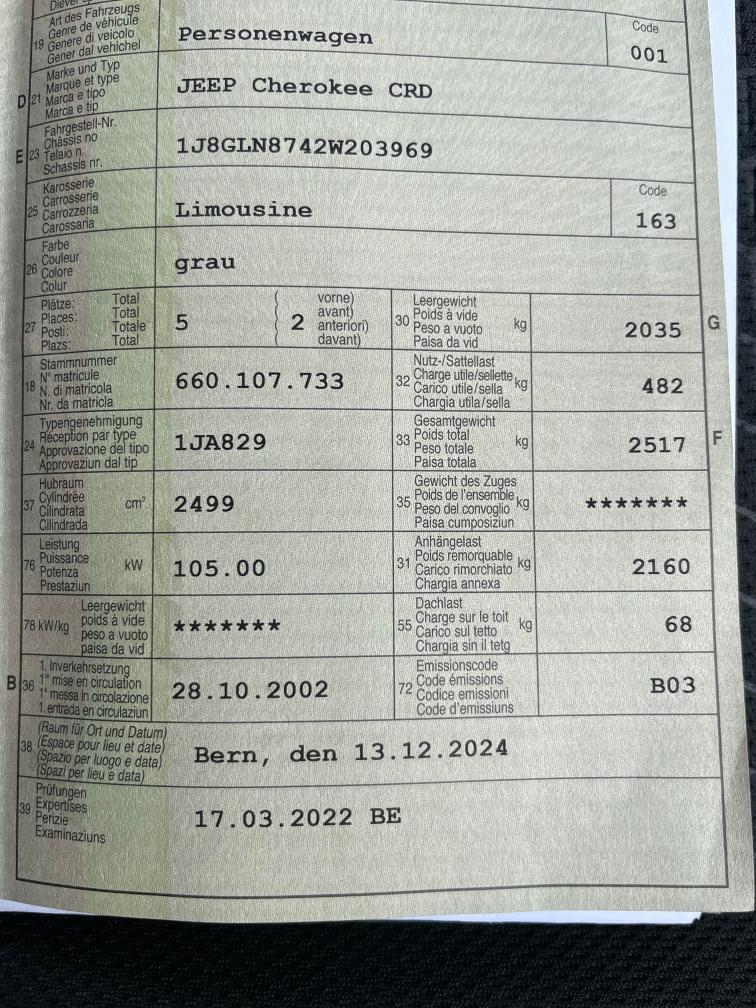 19 Art des Fahrzeugs
Genre de véhicule
Genere di veicolo
Gener dal vehichel
Personenwagen
Code
001
D 21 Marke und Typ
Marque et type
Marca e tipo
Marca e tip
JEEP Cherokee CRD
E 23 Fahrgestell-Nr.
Châssis no
Telaio n.
Schassis nr.
1J8GLN8742W203969
25 Karosserie
Carrosserie
Carrozzeria
Carossaria
Limousine
Code
163
26 Farbe
Couleur
Colore
Colur
grau
27 Plätze: Total
Places: Total
Posti: Totale
Plazs: Total
5
( 2 vorne)
avant)
anteriori)
davant)
30 Leergewicht
Poids à vide
Peso a vuoto
Paisa da vid
kg
2035
G
18 Stammnummer
N° matricule
N. di matricola
Nr. da matricla
660.107.733
32 Nutz-/Sattellast
Charge utile/sellette
Carico utile/sella
Chargia utila/sella
kg
482
24 Typengenehmigung
Réception par type
Approvazione del tipo
Approvaziun dal tip
1JA829
33 Gesamtgewicht
Poids total
Peso totale
Paisa totala
kg
2517
F
37 Hubraum
Cylindrée
Cilindrata
Cilindrada
cm³
2499
35 Gewicht des Zuges
Poids de l'ensemble
Peso del convoglio
Paisa cumposiziun
kg
*******
76 Leistung
Puissance
Potenza
Prestaziun
kW
105.00
31 Anhängelast
Poids remorquable
Carico rimorchiato
Chargia annexa
kg
2160
78 kW/kg Leergewicht
poids à vide
peso a vuoto
paisa da vid
*******
55 Dachlast
Charge sur le toit
Carico sul tetto
Chargia sin il tetg
kg
68
B 36 1. Inverkehrsetzung
1re mise en circulation
1a messa in circolazione
1. entrada en circulaziun
28.10.2002
72 Emissionscode
Code émissions
Codice emissioni
Code d'emissiuns
B03
38 (Raum für Ort und Datum)
(Espace pour lieu et date)
(Spazio per luogo e data)
(Spazi per lieu e data)
Bern, den 13.12.2024
39 Prüfungen
Expertises
Perizie
Examinaziuns
17.03.2022 BE